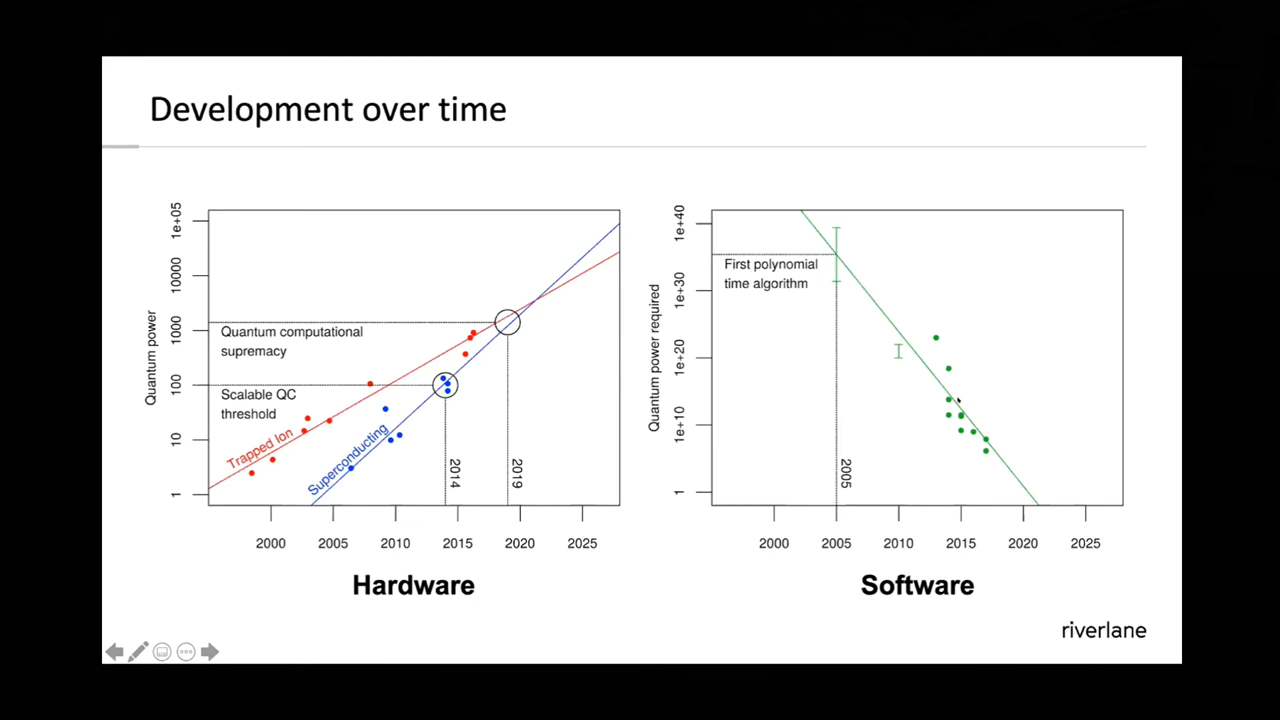 Development over time
Quantum power
1e+05
10000
1000
100
10
1
Quantum computational
supremacy
Scalable QC
threshold
Trapped Ion
Superconducting
2014
2019
2000
2005
2010
2015
2020
2025
Hardware
Quantum power required
1e+40
1e+30
1e+20
1e+10
1
First polynomial
time algorithm
2005
2000
2005
2010
2015
2020
2025
Software
riverlane